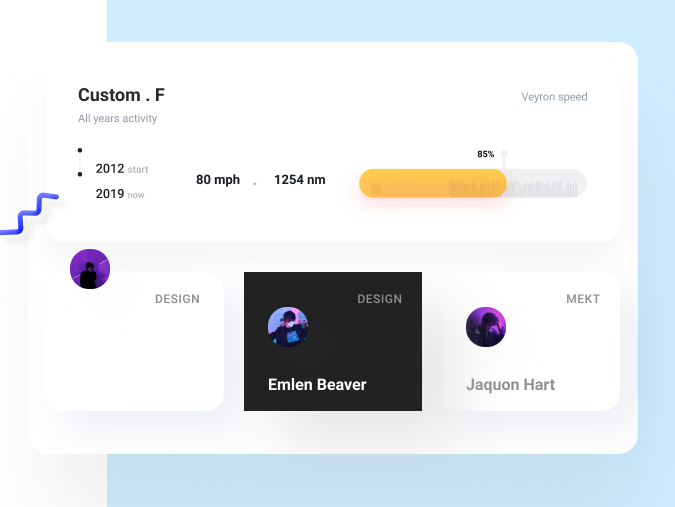 Custom . F
Veyron speed
All years activity
85%
2012 start
80 mph . 1254 nm
2019 now
DESIGN
DESIGN
MEKT
Emlen Beaver
Jaquon Hart